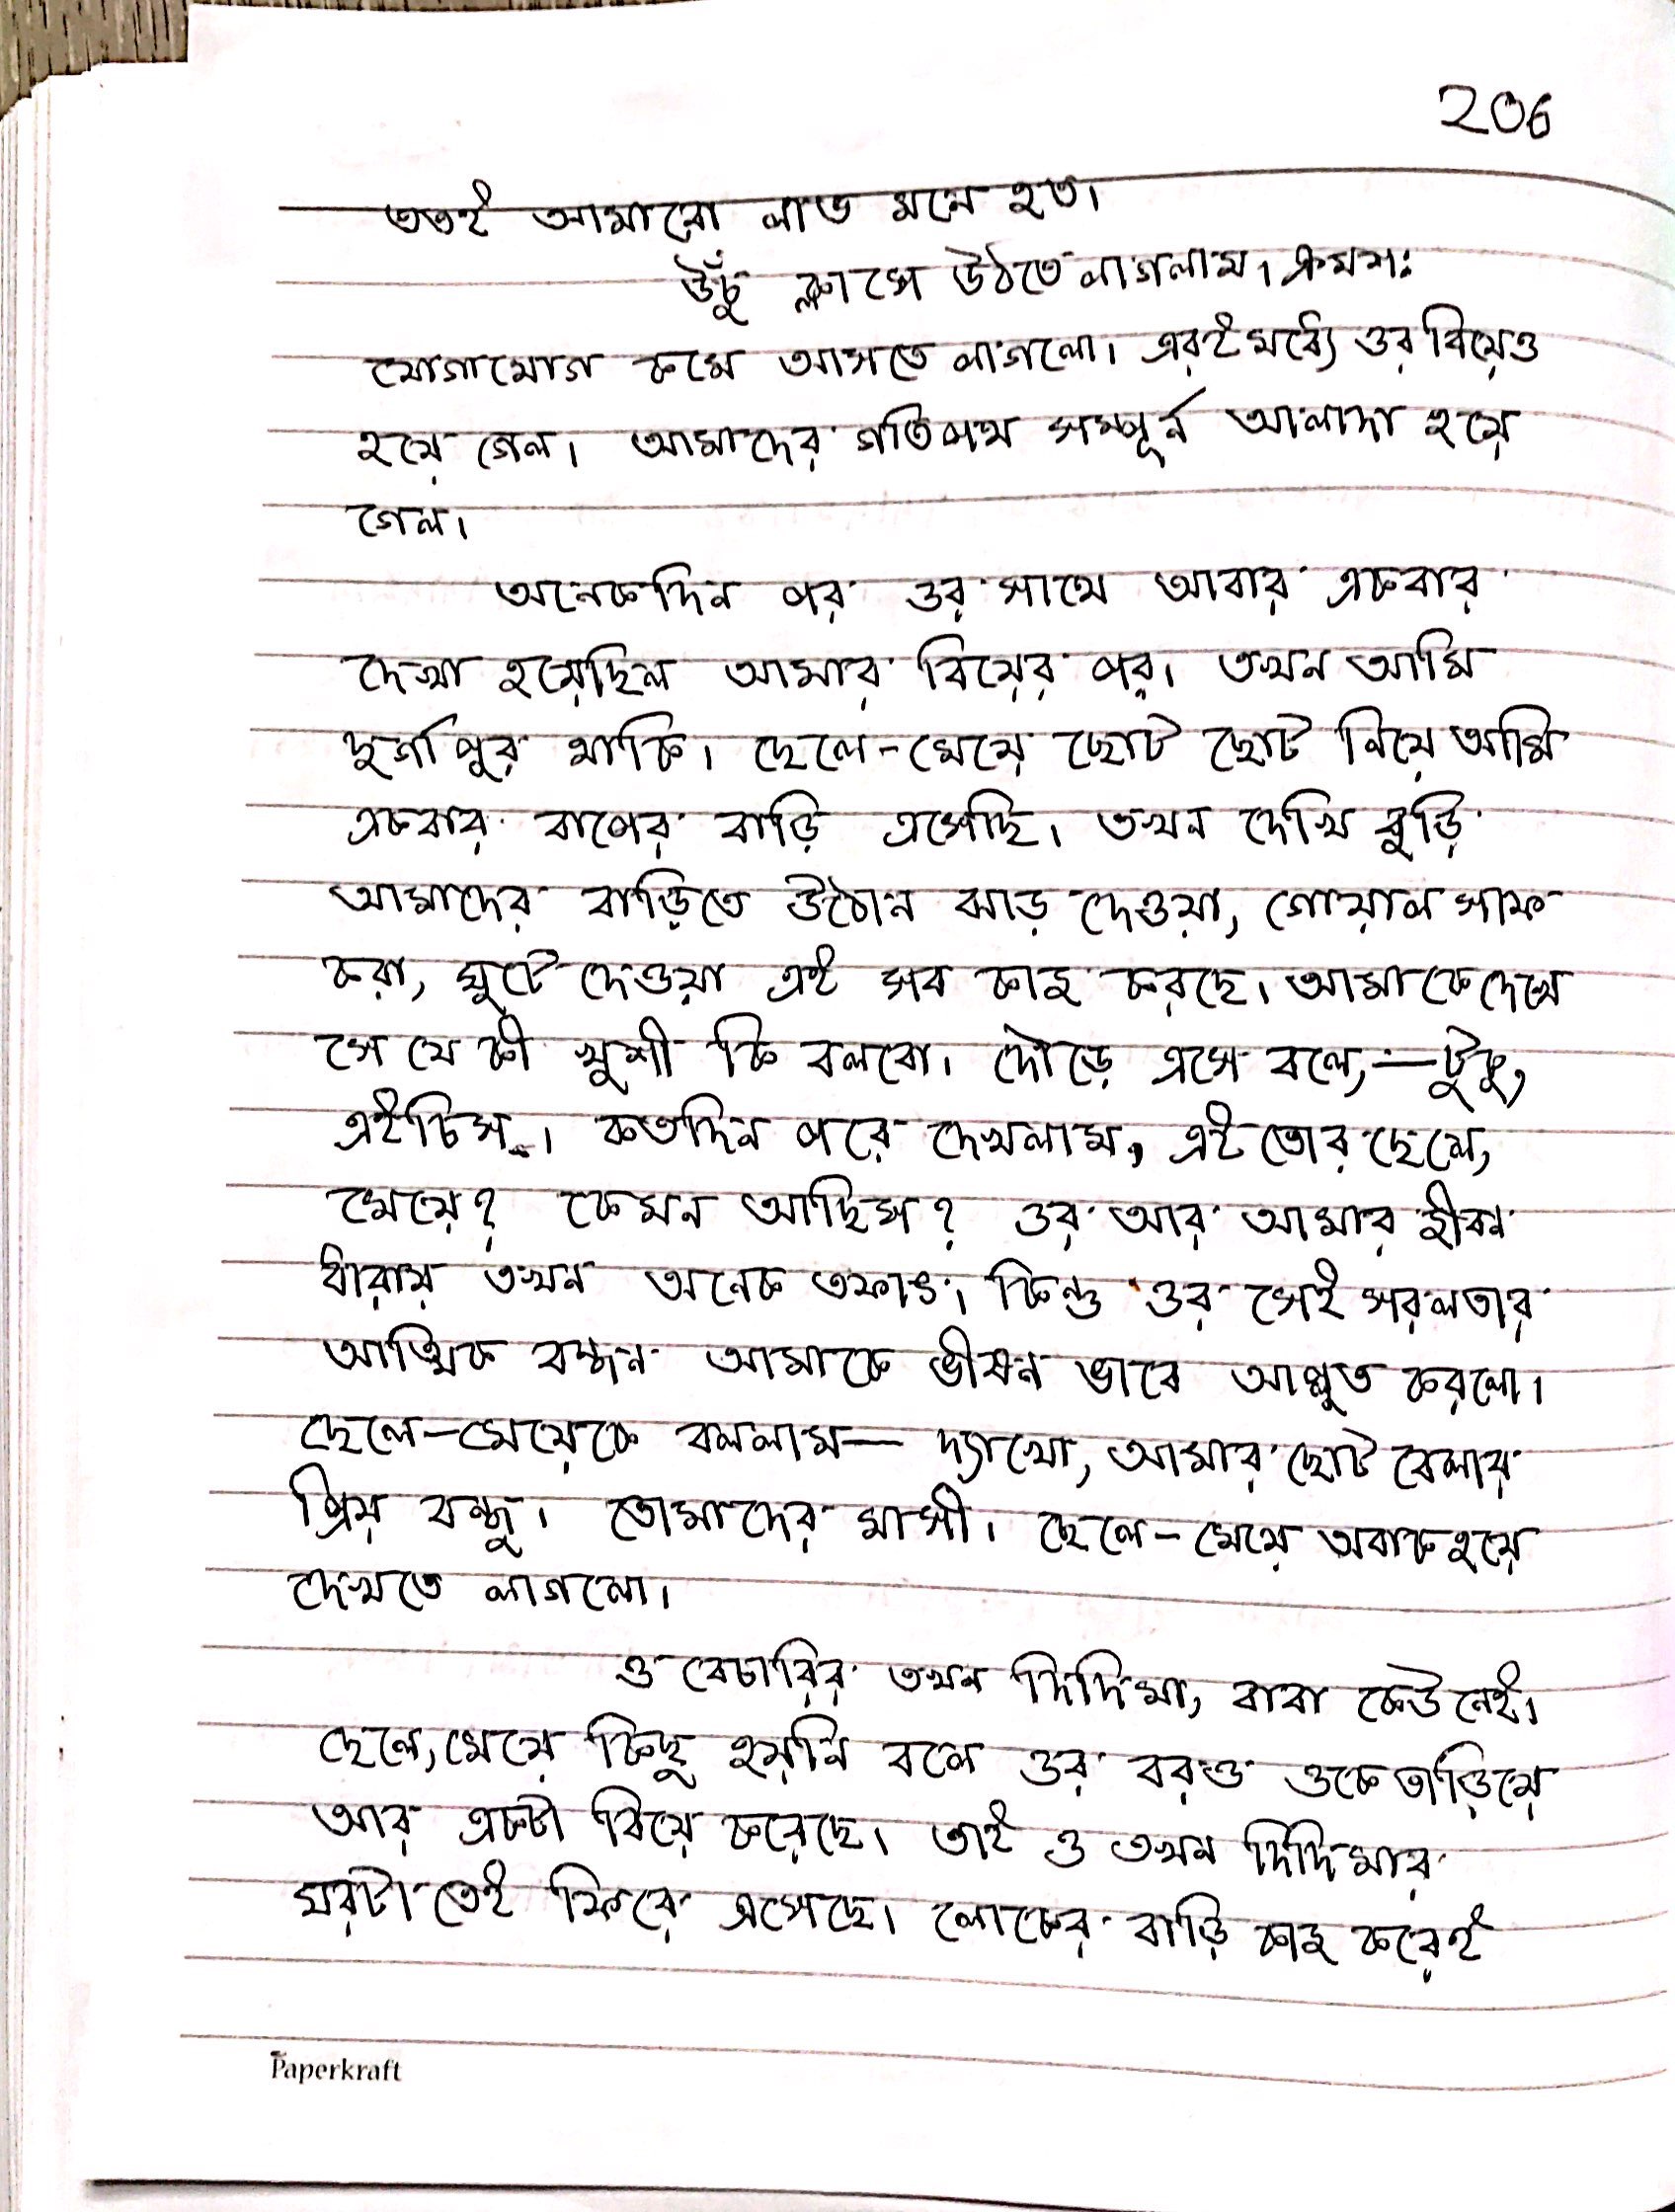 206
ততই আমারো লাভ মনে হত।
উঁচু ক্লাসে উঠতে লাগলাম। ক্রমশঃ
যোগাযোগ কমে আসতে লাগলো। এরই মধ্যে ওর বিয়েও
হয়ে গেল। আমাদের গতিপথ সম্পূর্ন আলাদা হয়ে
গেল।
অনেকদিন পর ওর সাথে আবার একবার
দেখা হয়েছিল আমার বিয়ের পর। তখন আমি
দুর্গাপুর থাকি। ছেলে-মেয়ে ছোট ছোট নিয়ে আমি
একবার বাপের বাড়ি এসেছি। তখন দেখি বুড়ি
আমাদের বাড়িতে উঠোন ঝাড় দেওয়া, গোয়াল সাফ
করা, ঘুটে দেওয়া এই সব কাজ করছে। আমাকে দেখে
সে যে কী খুশী কি বলবো। দৌড়ে এসে বলে,—টুকু,
এইচিস্। কতদিন পরে দেখলাম, এই তোর ছেলে,
মেয়ে? কেমন আছিস? ওর আর আমার জীবন
ধারায় তখন অনেক তফাৎ। কিন্তু ওর সেই সরলতার
আত্মিক বন্ধন আমাকে ভীষন ভাবে আপ্লুত করলো।
ছেলে-মেয়েকে বললাম— দ্যাখো, আমার ছোট বেলার
প্রিয় বন্ধু। তোমাদের মাসী। ছেলে-মেয়ে অবাক হয়ে
দেখতে লাগলো।
ও বেচারির তখন দিদিমা, বাবা কেউ নেই।
ছেলে, মেয়ে কিছু হয়নি বলে ওর বরও ওকে তাড়িয়ে
আর একটা বিয়ে করেছে। তাই ও তখন দিদিমার
ঘরটা তেই ফিরে এসেছে। লোকের বাড়ি কাজ করেই
Paperkraft